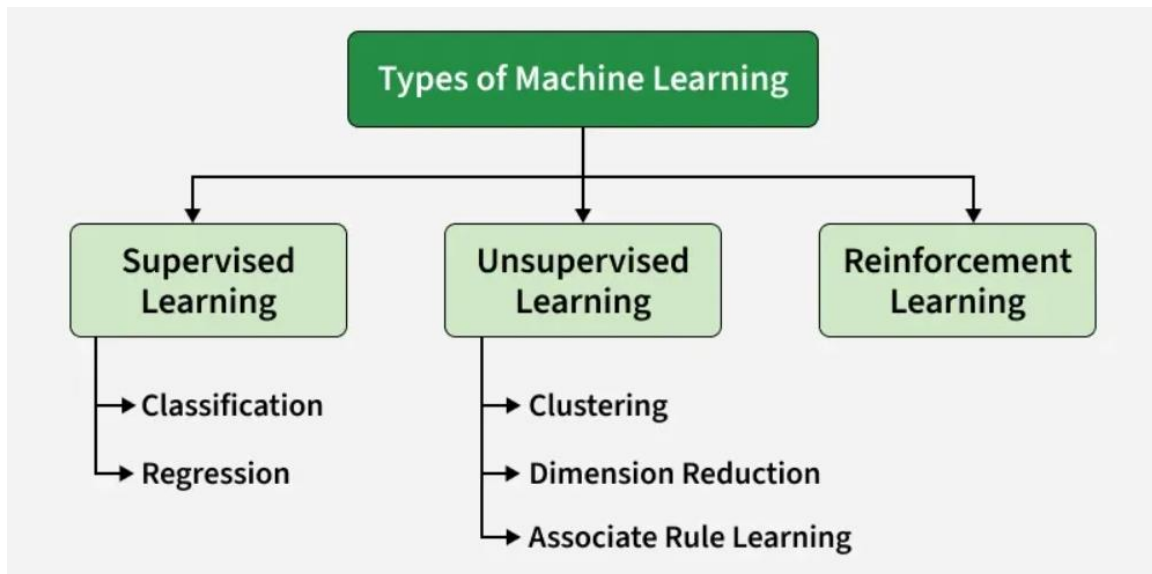 Types of Machine Learning
Supervised
Learning
Unsupervised
Learning
Reinforcement
Learning
Classification
Regression
Clustering
Dimension Reduction
Associate Rule Learning